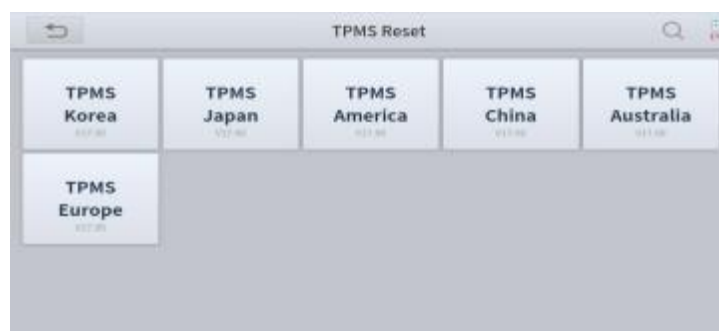 TPMS Reset
TPMS
Korea
TPMS
Japan
TPMS
America
TPMS
China
TPMS
Australia
TPMS
Europe